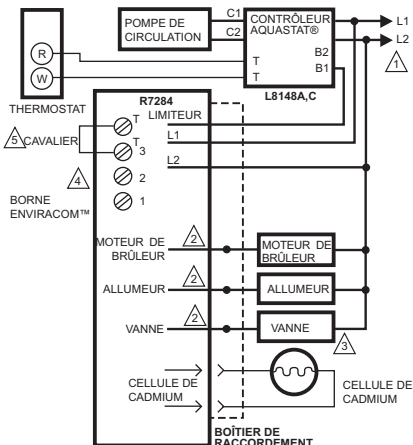 POMPE DE
CIRCULATION
C1
C2
CONTRÔLEUR
AQUASTAT®
B2
B1
T
T
L8148A,C
L1
L2
1
R
W
THERMOSTAT
R7284
LIMITEUR
L1
L2
5
CAVALIER
T
T
3
4
2
1
BORNE
ENVIRACOM™
MOTEUR DE
BRÛLEUR
2
MOTEUR DE
BRÛLEUR
ALLUMEUR
2
ALLUMEUR
VANNE
2
VANNE
3
CELLULE DE
CADMIUM
CELLULE DE
CADMIUM
BOÎTIER DE
RACCORDEMENT